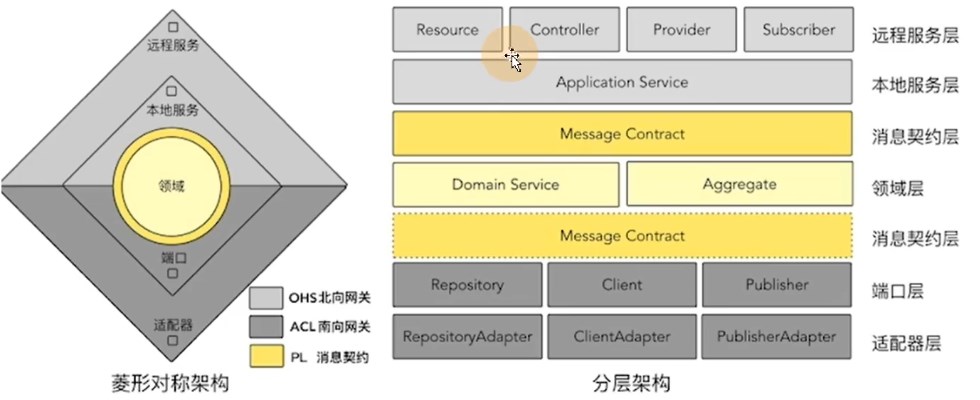 远程服务
本地服务
领域
端口
适配器
OHS北向网关
ACL南向网关
PL 消息契约
菱形对称架构
Resource
Controller
Provider
Subscriber
远程服务层
Application Service
本地服务层
Message Contract
消息契约层
Domain Service
Aggregate
领域层
Message Contract
消息契约层
Repository
Client
Publisher
端口层
RepositoryAdapter
ClientAdapter
PublisherAdapter
适配器层
分层架构